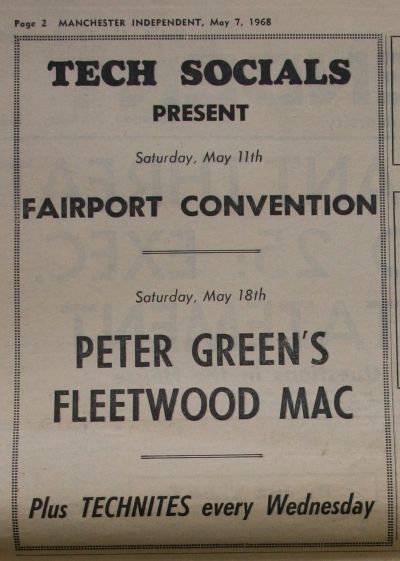 Page 2 MANCHESTER INDEPENDENT, May 7, 1968
TECH SOCIALS
PRESENT
Saturday, May 11th
FAIRPORT CONVENTION
Saturday, May 18th
PETER GREEN'S
FLEETWOOD MAC
Plus TECHNITES every Wednesday